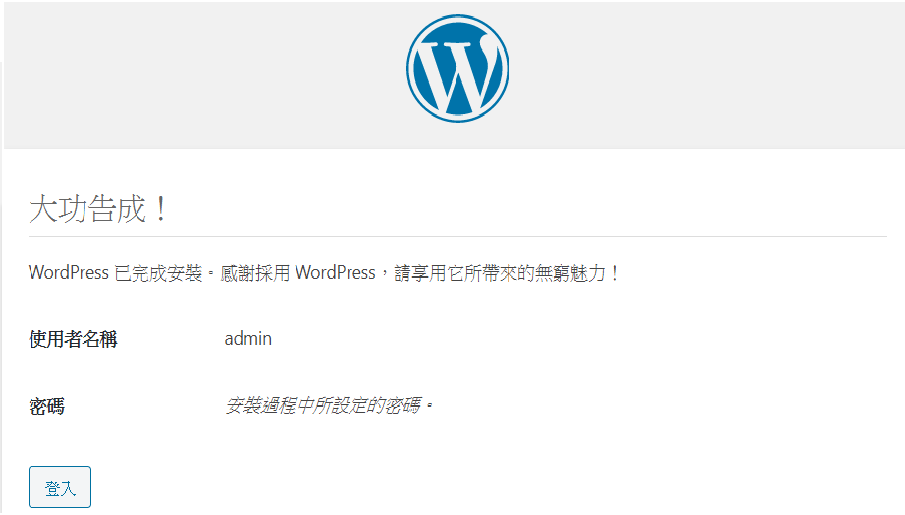 大功告成！
WordPress 已完成安裝。感謝採用 WordPress，請享用它所帶來的無窮魅力！
使用者名稱 admin
密碼 安裝過程中所設定的密碼。
登入